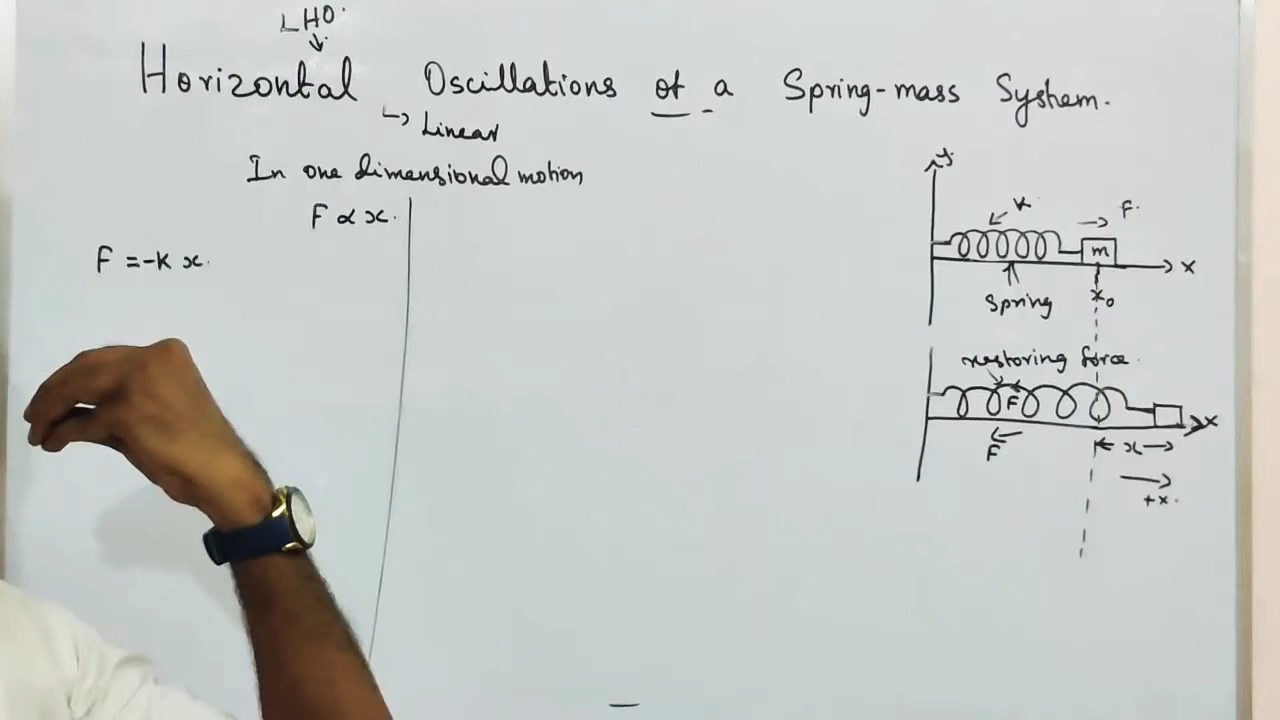 LHO.
Horizontal Oscillations of a Spring-mass System.
↳ Linear
In one dimensional motion
F ∝ x.
F = -K x.
y
K
F.
m
x
Spring
x₀
restoring force
F
x
F
x
+x.